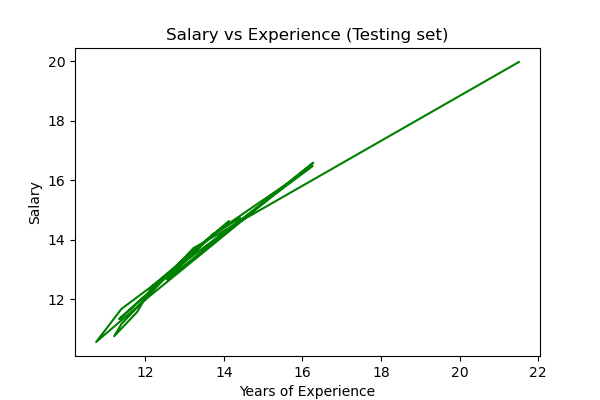 Salary vs Experience (Testing set)
20
18
16
14
12
Salary
12 14 16 18 20 22
Years of Experience